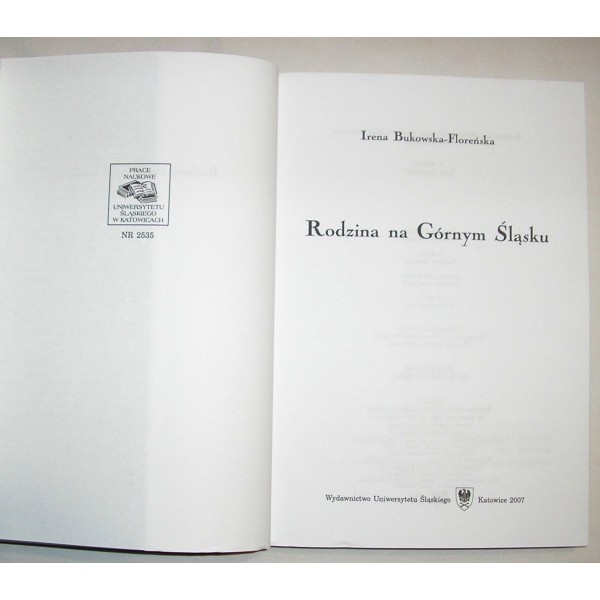 PRACE
NAUKOWE
UNIWERSYTETU
ŚLĄSKIEGO
W KATOWICACH
NR 2535
Irena Bukowska-Floreńska
Rodzina na Górnym Śląsku
Wydawnictwo Uniwersytetu Śląskiego Katowice 2007